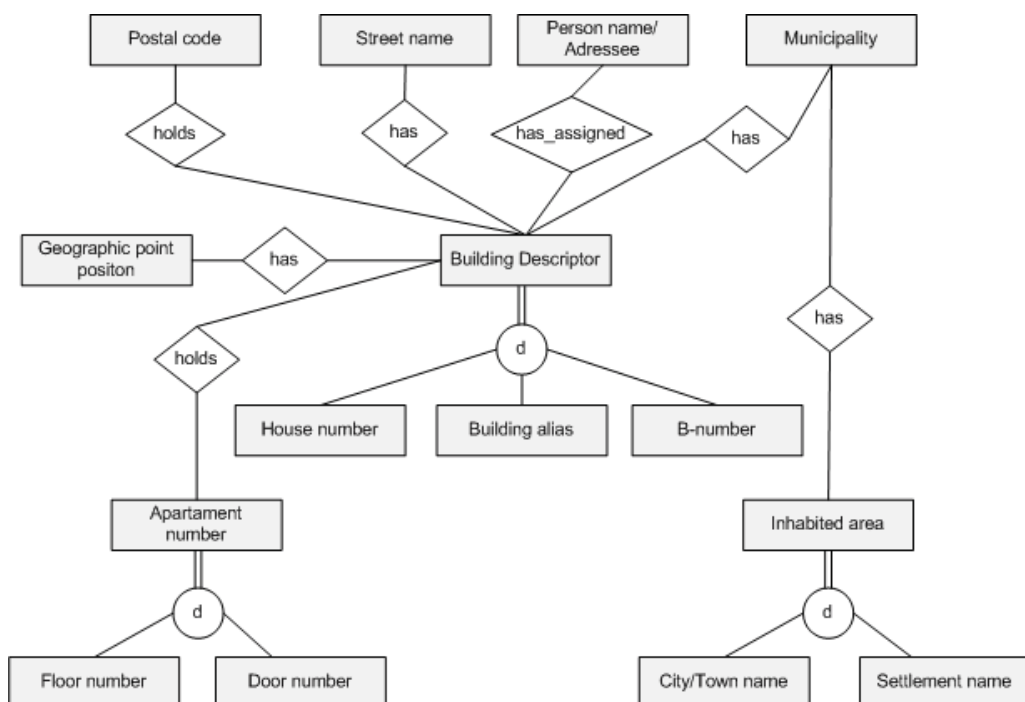 Postal code
Street name
Person name/
Adressee
Municipality
holds
has
has_assigned
has
Geographic point
positon
has
Building Descriptor
holds
d
has
House number
Building alias
B-number
Apartament
number
Inhabited area
d
d
Floor number
Door number
City/Town name
Settlement name